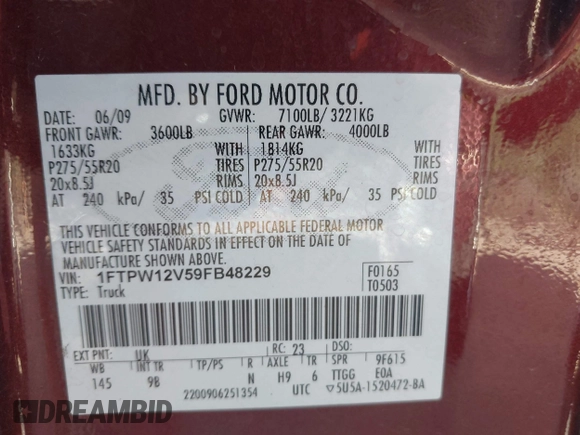 MFD. BY FORD MOTOR CO.
DATE: 06/09 GVWR: 7100LB/ 3221KG
FRONT GAWR: 3600LB REAR GAWR: 4000LB
1633KG 1814KG
P275/55R20 TIRES P275/55R20 TIRES
20x8.5J RIMS 20x8.5J RIMS
AT 240 kPa/ 35 PSI COLD AT 240 kPa/ 35 PSI COLD
THIS VEHICLE CONFORMS TO ALL APPLICABLE FEDERAL MOTOR
VEHICLE SAFETY STANDARDS IN EFFECT ON THE DATE OF
MANUFACTURE SHOWN ABOVE.
VIN: 1FTPW12V59FB48229 F0165
TYPE: Truck T0503
EXT PNT: UK RC: 23 DSO:
WB INT TR TP/PS R AXLE TR SPR 9F615
145 9B N H9 6 TTGG EOA
2200906251354 UTC ▽5U5A-1520472-BA
DREAMBID